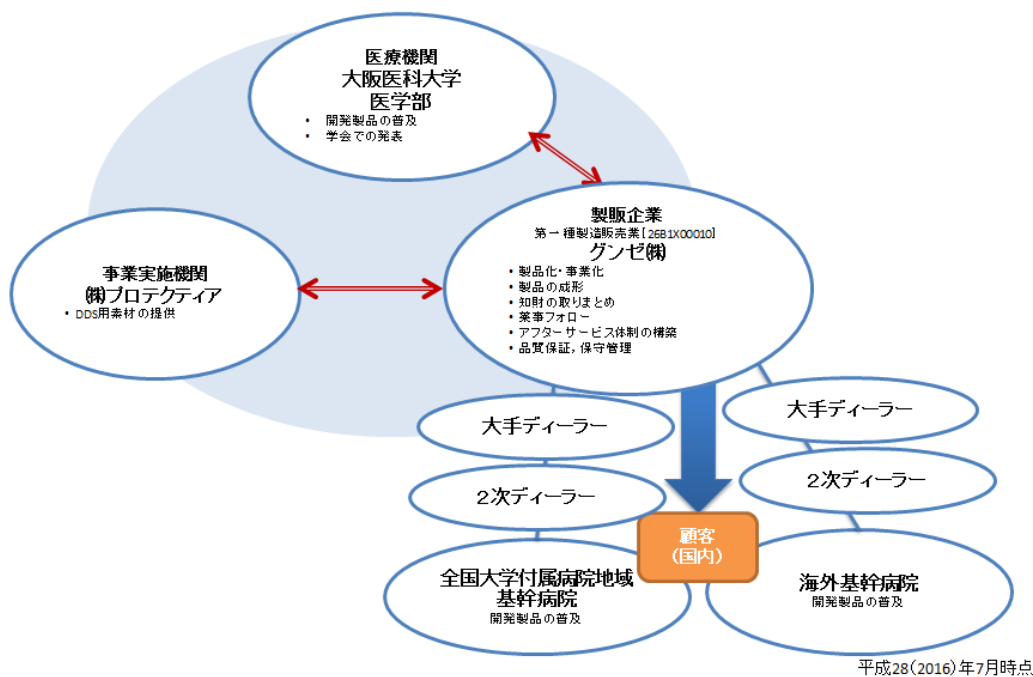 医療機関
大阪医科大学
医学部
• 開発製品の普及
• 学会での発表
製販企業
第一種製造販売業[26B1X00010]
グンゼ㈱
• 製品化・事業化
• 製品の成形
• 知財の取りまとめ
• 薬事フォロー
• アフターサービス体制の構築
• 品質保証，保守管理
事業実施機関
㈱プロテクティア
• DDS用素材の提供
大手ディーラー
２次ディーラー
全国大学付属病院地域
基幹病院
開発製品の普及
顧客
（国内）
大手ディーラー
２次ディーラー
海外基幹病院
開発製品の普及
平成28（2016）年7月時点